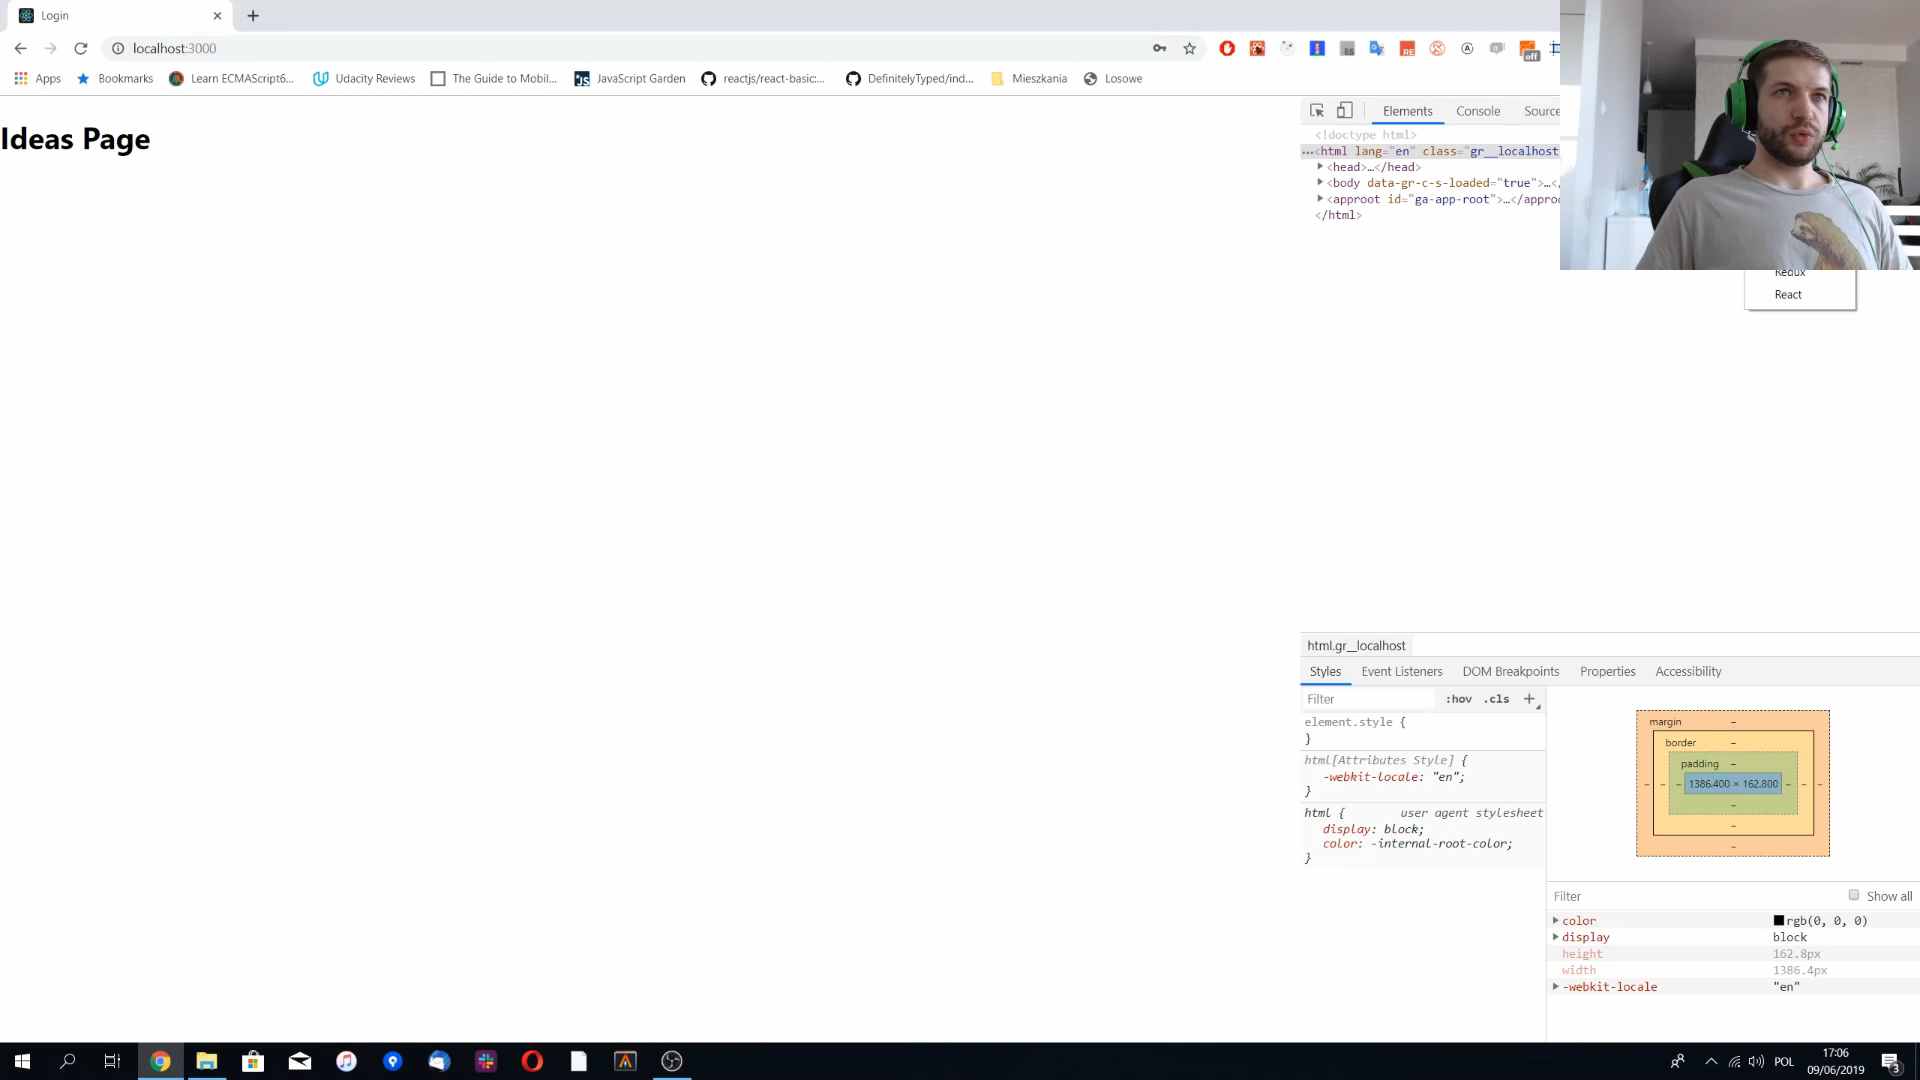 Login
localhost:3000
off
Apps
Bookmarks
Learn ECMAScript6...
Udacity Reviews
The Guide to Mobil...
JavaScript Garden
reactjs/react-basic:...
DefinitelyTyped/ind...
Mieszkania
Losowe
Ideas Page
Elements
Console
Source
<!doctype html>
<html lang="en" class="gr__localhost
<head>…</head>
<body data-gr-c-s-loaded="true">…</
<approot id="ga-app-root">…</approo
</html>
Redux
React
html.gr__localhost
Styles
Event Listeners
DOM Breakpoints
Properties
Accessibility
Filter
:hov
.cls
element.style {
}
html[Attributes Style] {
-webkit-locale: "en";
}
html {
user agent stylesheet
display: block;
color: -internal-root-color;
}
margin
border
padding
1386.400 × 162.800
Filter
Show all
color
rgb(0, 0, 0)
display
block
height
162.8px
width
1386.4px
-webkit-locale
"en"
POL
17:06
09/06/2019
3